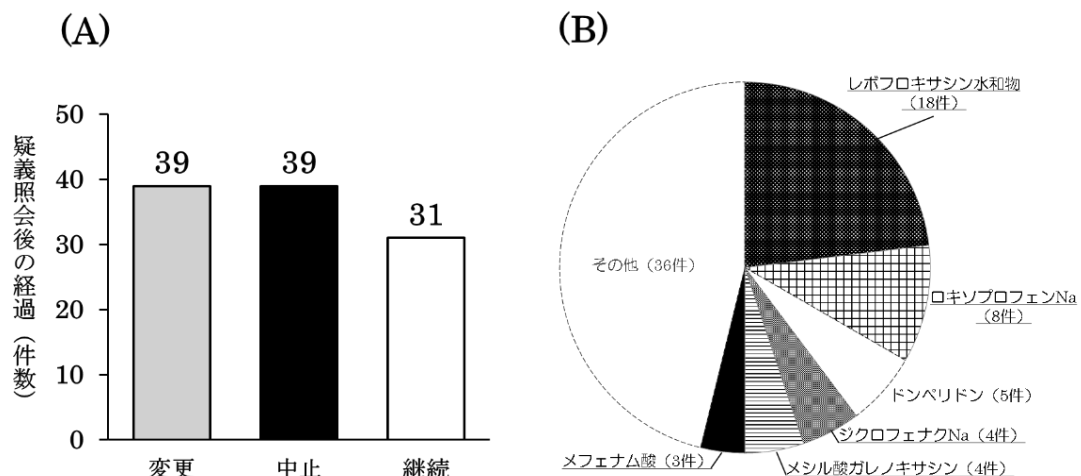 (A)
50
40
30
20
10
0
疑義照会後の経過（件数）
39
39
31
変更
中止
継続
(B)
レボフロキサシン水和物
（18件）
ロキソプロフェンNa
（8件）
ドンペリドン（5件）
ジクロフェナクNa（4件）
メシル酸ガレノキサシン（4件）
メフェナム酸（3件）
その他（36件）